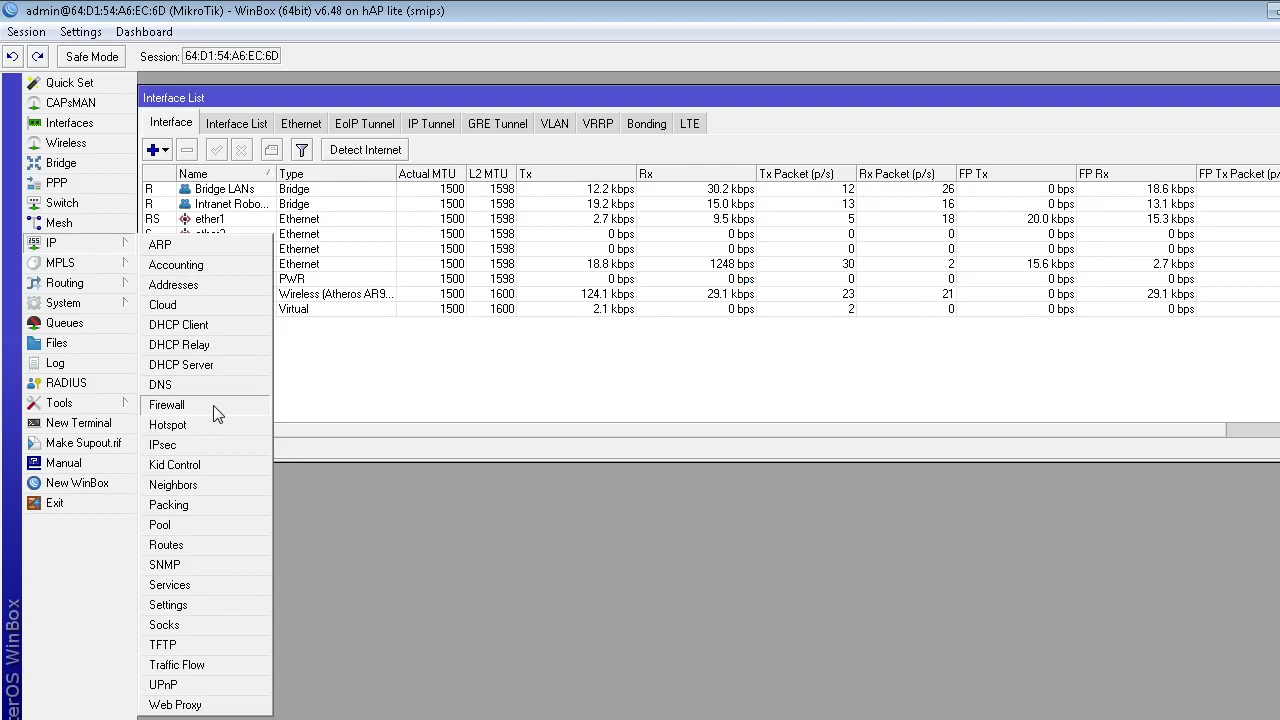 admin@64:D1:54:A6:EC:6D (MikroTik) - WinBox (64bit) v6.48 on hAP lite (smips)
Session Settings Dashboard
Safe Mode Session: 64:D1:54:A6:EC:6D
Quick Set
CAPsMAN
Interfaces
Wireless
Bridge
PPP
Switch
Mesh
IP
MPLS
Routing
System
Queues
Files
Log
RADIUS
Tools
New Terminal
Make Supout.rif
Manual
New WinBox
Exit
terOS WinBox
Interface List
Interface Interface List Ethernet EoIP Tunnel IP Tunnel GRE Tunnel VLAN VRRP Bonding LTE
Detect Internet
Name / Type Actual MTU L2 MTU Tx Rx Tx Packet (p/s) Rx Packet (p/s) FP Tx FP Rx FP Tx Packet (p/
R Bridge LANs Bridge 1500 1598 12.2 kbps 30.2 kbps 12 26 0 bps 18.9 kbps
R Intranet Robo... Bridge 1500 1598 19.2 kbps 15.0 kbps 13 16 0 bps 13.1 kbps
RS ether1 Ethernet 1500 1598 2.7 kbps 9.5 kbps 5 18 20.0 kbps 15.3 kbps
Ethernet 1500 1598 0 bps 0 bps 0 0 0 bps 0 bps
Ethernet 1500 1598 0 bps 0 bps 0 0 0 bps 0 bps
Ethernet 1500 1598 18.8 kbps 1248 bps 30 2 15.6 kbps 2.7 kbps
PWR 1500 1598 0 bps 0 bps 0 0 0 bps 0 bps
Wireless (Atheros AR9... 1500 1600 124.1 kbps 29.1 kbps 23 21 0 bps 29.1 kbps
Virtual 1500 1600 2.1 kbps 0 bps 2 0 0 bps 0 bps
ARP
Accounting
Addresses
Cloud
DHCP Client
DHCP Relay
DHCP Server
DNS
Firewall
Hotspot
IPsec
Kid Control
Neighbors
Packing
Pool
Routes
SNMP
Services
Settings
Socks
TFTP
Traffic Flow
UPnP
Web Proxy